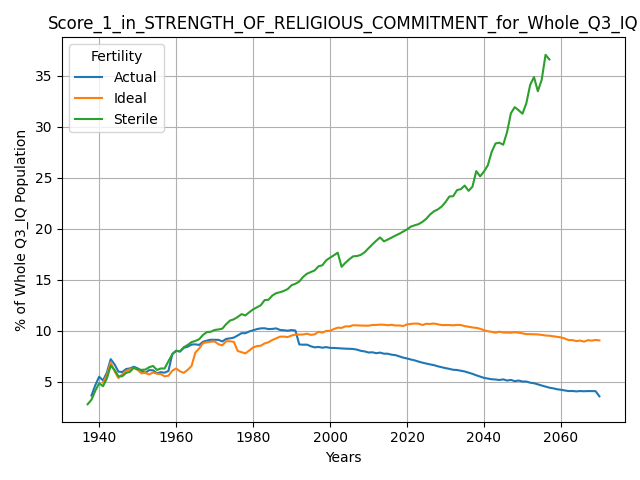 Score_1_in_STRENGTH_OF_RELIGIOUS_COMMITMENT_for_Whole_Q3_IQ
Fertility
Actual
Ideal
Sterile
% of Whole Q3_IQ Population
35
30
25
20
15
10
5
1940 1960 1980 2000 2020 2040 2060
Years